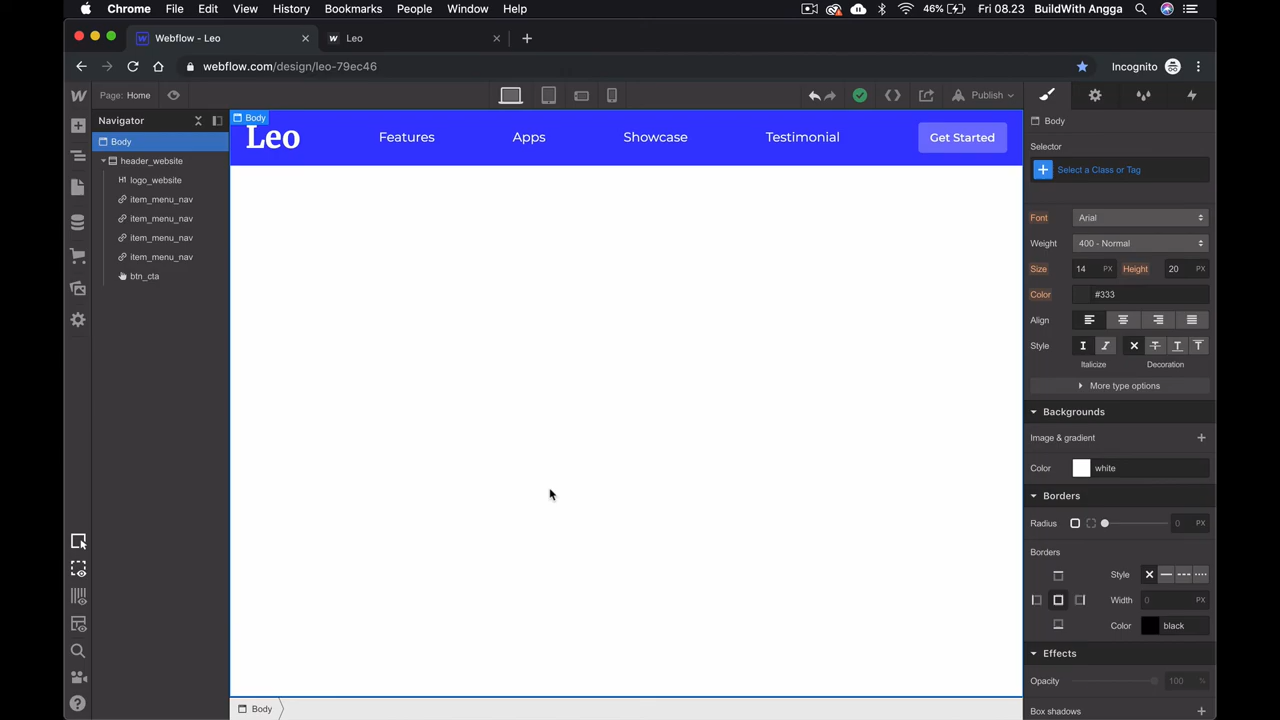 Chrome File Edit View History Bookmarks People Window Help 46% Fri 08.23 BuildWith Angga
Webflow - Leo Leo
webflow.com/design/leo-79ec46 Incognito
Page: Home Publish
Navigator
Body
header_website
logo_website
item_menu_nav
item_menu_nav
item_menu_nav
item_menu_nav
btn_cta
Body
Leo Features Apps Showcase Testimonial Get Started
Body
Body
Selector
Select a Class or Tag
Font Arial
Weight 400 - Normal
Size 14 PX Height 20 PX
Color #333
Align
Style
Italicize Decoration
More type options
Backgrounds
Image & gradient
Color white
Borders
Radius 0 PX
Borders
Style
Width 0 PX
Color black
Effects
Opacity 100 %
Box shadows